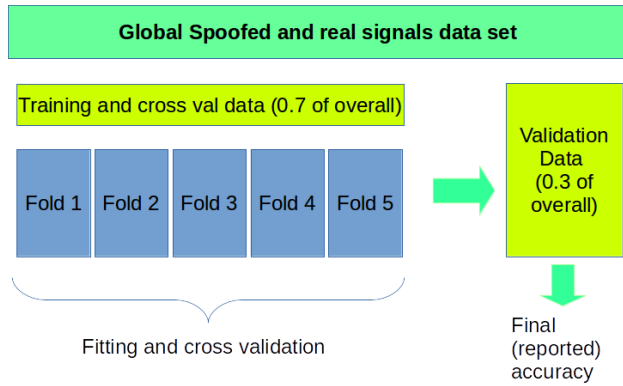 Global Spoofed and real signals data set
Training and cross val data (0.7 of overall)
Validation
Data
(0.3 of
overall)
Fold 1
Fold 2
Fold 3
Fold 4
Fold 5
Fitting and cross validation
Final
(reported)
accuracy